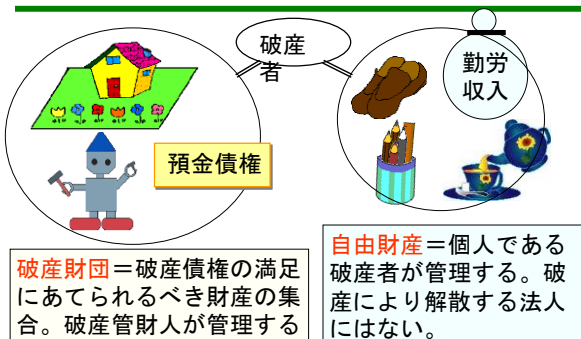 破産
者
勤労
収入
預金債権
破産財団＝破産債権の満足
にあてられるべき財産の集
合。破産管財人が管理する
自由財産＝個人である
破産者が管理する。破
産により解散する法人
にはない。